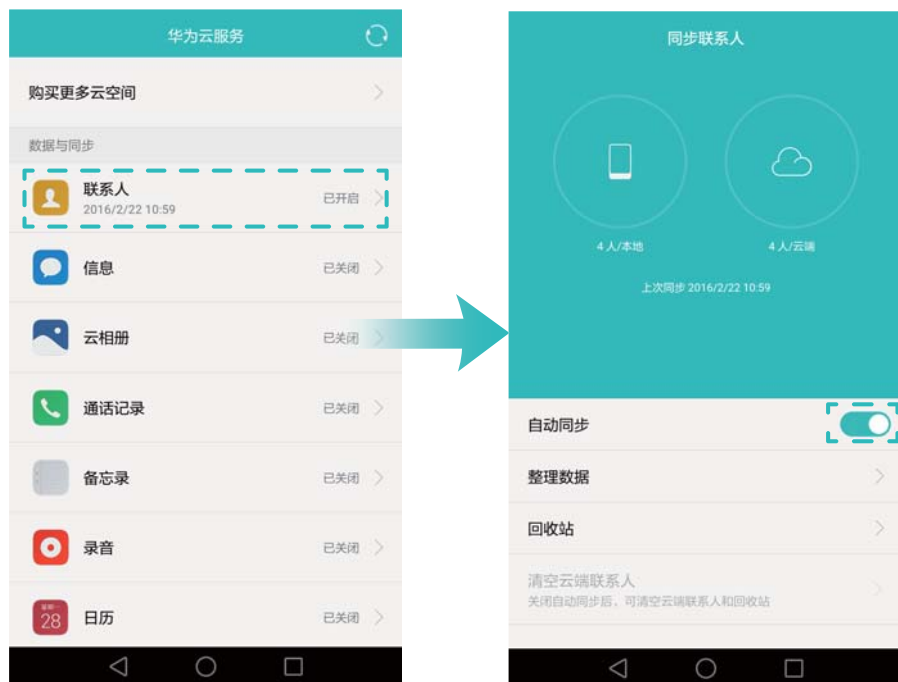 华为云服务
购买更多云空间
数据与同步
联系人
2016/2/22 10:59
已开启
信息
已关闭
云相册
已关闭
通话记录
已关闭
备忘录
已关闭
录音
已关闭
星期一
28
日历
已关闭
同步联系人
4 人/本地
4 人/云端
上次同步 2016/2/22 10:59
自动同步
整理数据
回收站
清空云端联系人
关闭自动同步后，可清空云端联系人和回收站